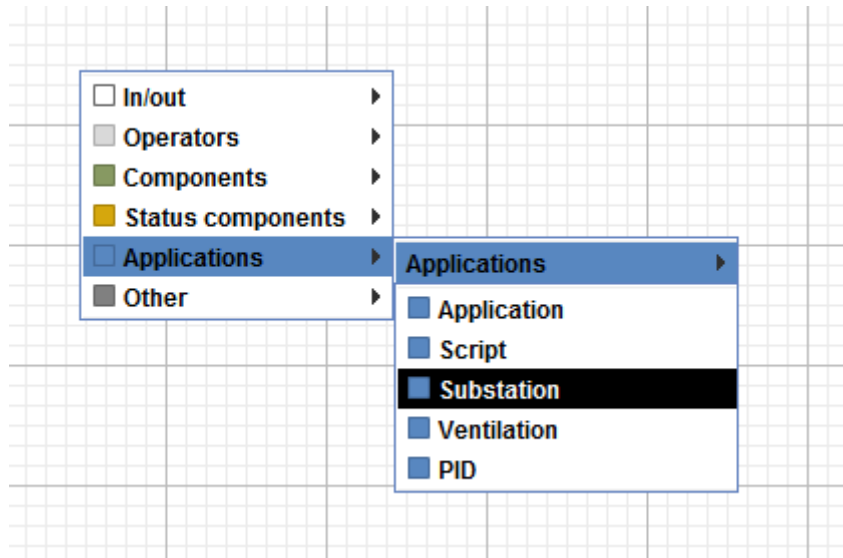 In/out
Operators
Components
Status components
Applications
Other
Applications
Application
Script
Substation
Ventilation
PID